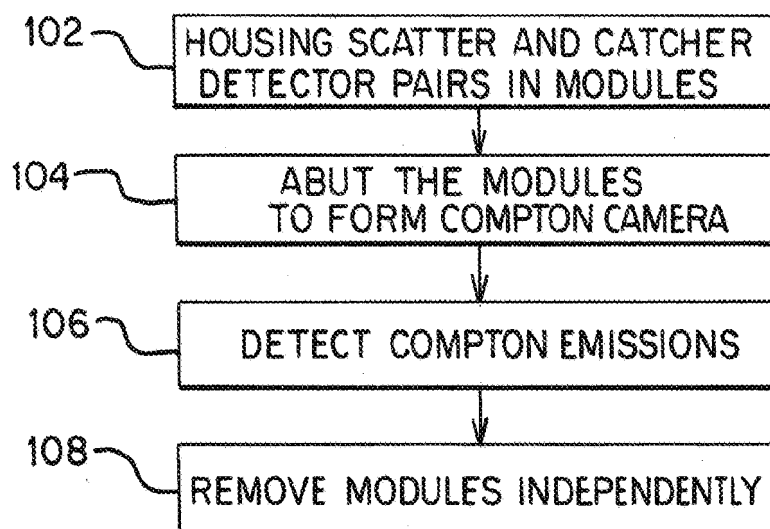 102
HOUSING SCATTER AND CATCHER
DETECTOR PAIRS IN MODULES
104
ABUT THE MODULES
TO FORM COMPTON CAMERA
106
DETECT COMPTON EMISSIONS
108
REMOVE MODULES INDEPENDENTLY